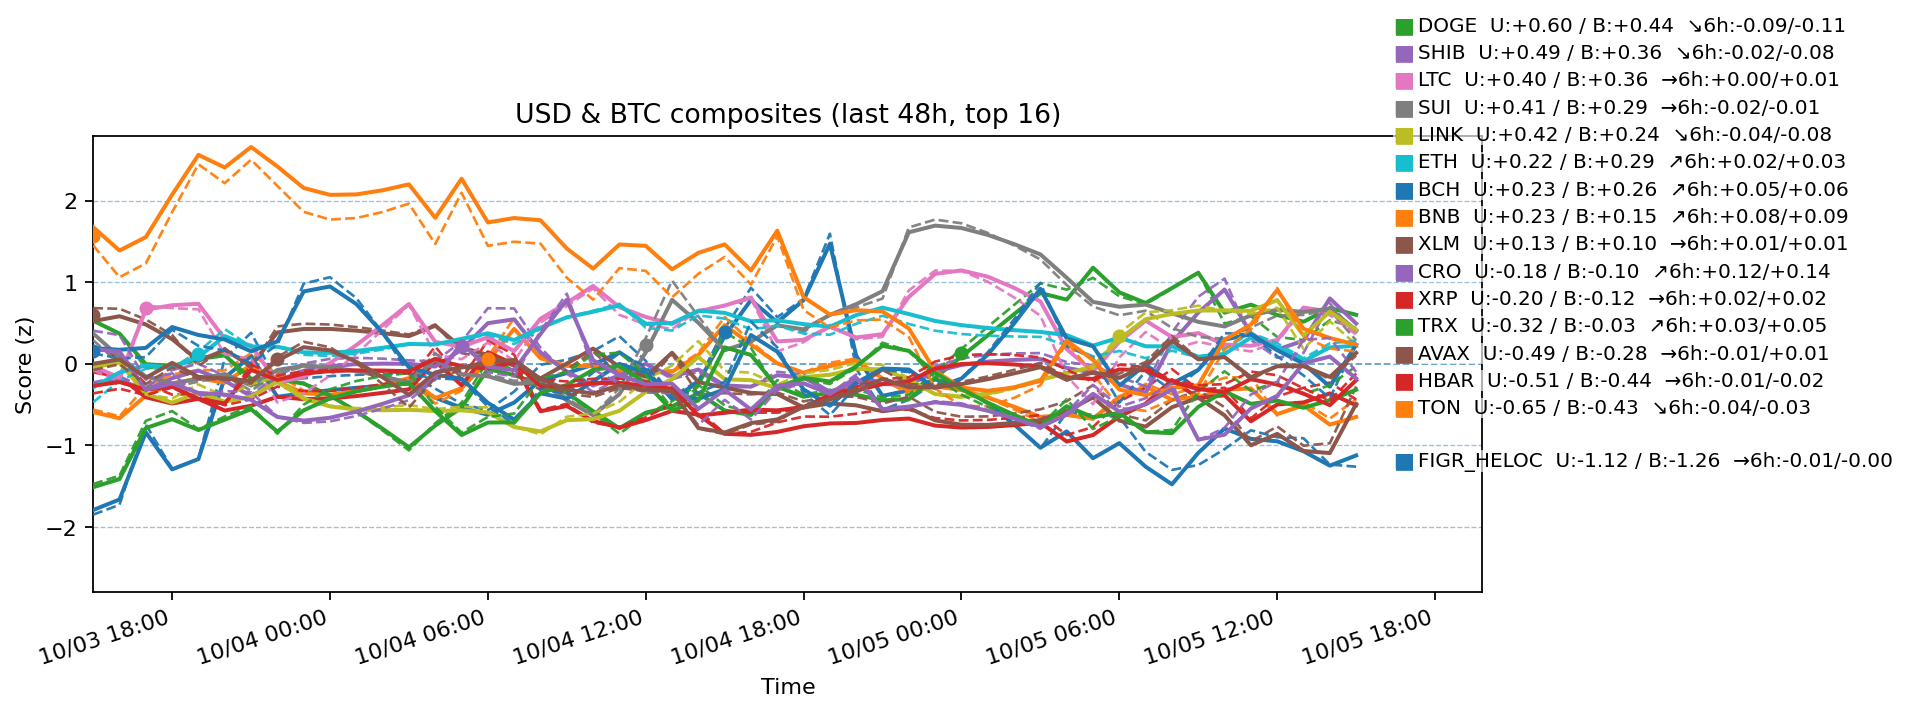 USD & BTC composites (last 48h, top 16)
DOGE  U:+0.60 / B:+0.44  ↘6h:-0.09/-0.11
SHIB  U:+0.49 / B:+0.36  ↘6h:-0.02/-0.08
LTC  U:+0.40 / B:+0.36  →6h:+0.00/+0.01
SUI  U:+0.41 / B:+0.29  →6h:-0.02/-0.01
LINK  U:+0.42 / B:+0.24  ↘6h:-0.04/-0.08
ETH  U:+0.22 / B:+0.29  ↗6h:+0.02/+0.03
BCH  U:+0.23 / B:+0.26  ↗6h:+0.05/+0.06
BNB  U:+0.23 / B:+0.15  ↗6h:+0.08/+0.09
XLM  U:+0.13 / B:+0.10  →6h:+0.01/+0.01
CRO  U:-0.18 / B:-0.10  ↗6h:+0.12/+0.14
XRP  U:-0.20 / B:-0.12  →6h:+0.02/+0.02
TRX  U:-0.32 / B:-0.03  ↗6h:+0.03/+0.05
AVAX  U:-0.49 / B:-0.28  →6h:-0.01/+0.01
HBAR  U:-0.51 / B:-0.44  →6h:-0.01/-0.02
TON  U:-0.65 / B:-0.43  ↘6h:-0.04/-0.03
FIGR_HELOC  U:-1.12 / B:-1.26  →6h:-0.01/-0.00
Score (z)
2
1
0
−1
−2
10/03 18:00
10/04 00:00
10/04 06:00
10/04 12:00
10/04 18:00
10/05 00:00
10/05 06:00
10/05 12:00
10/05 18:00
Time